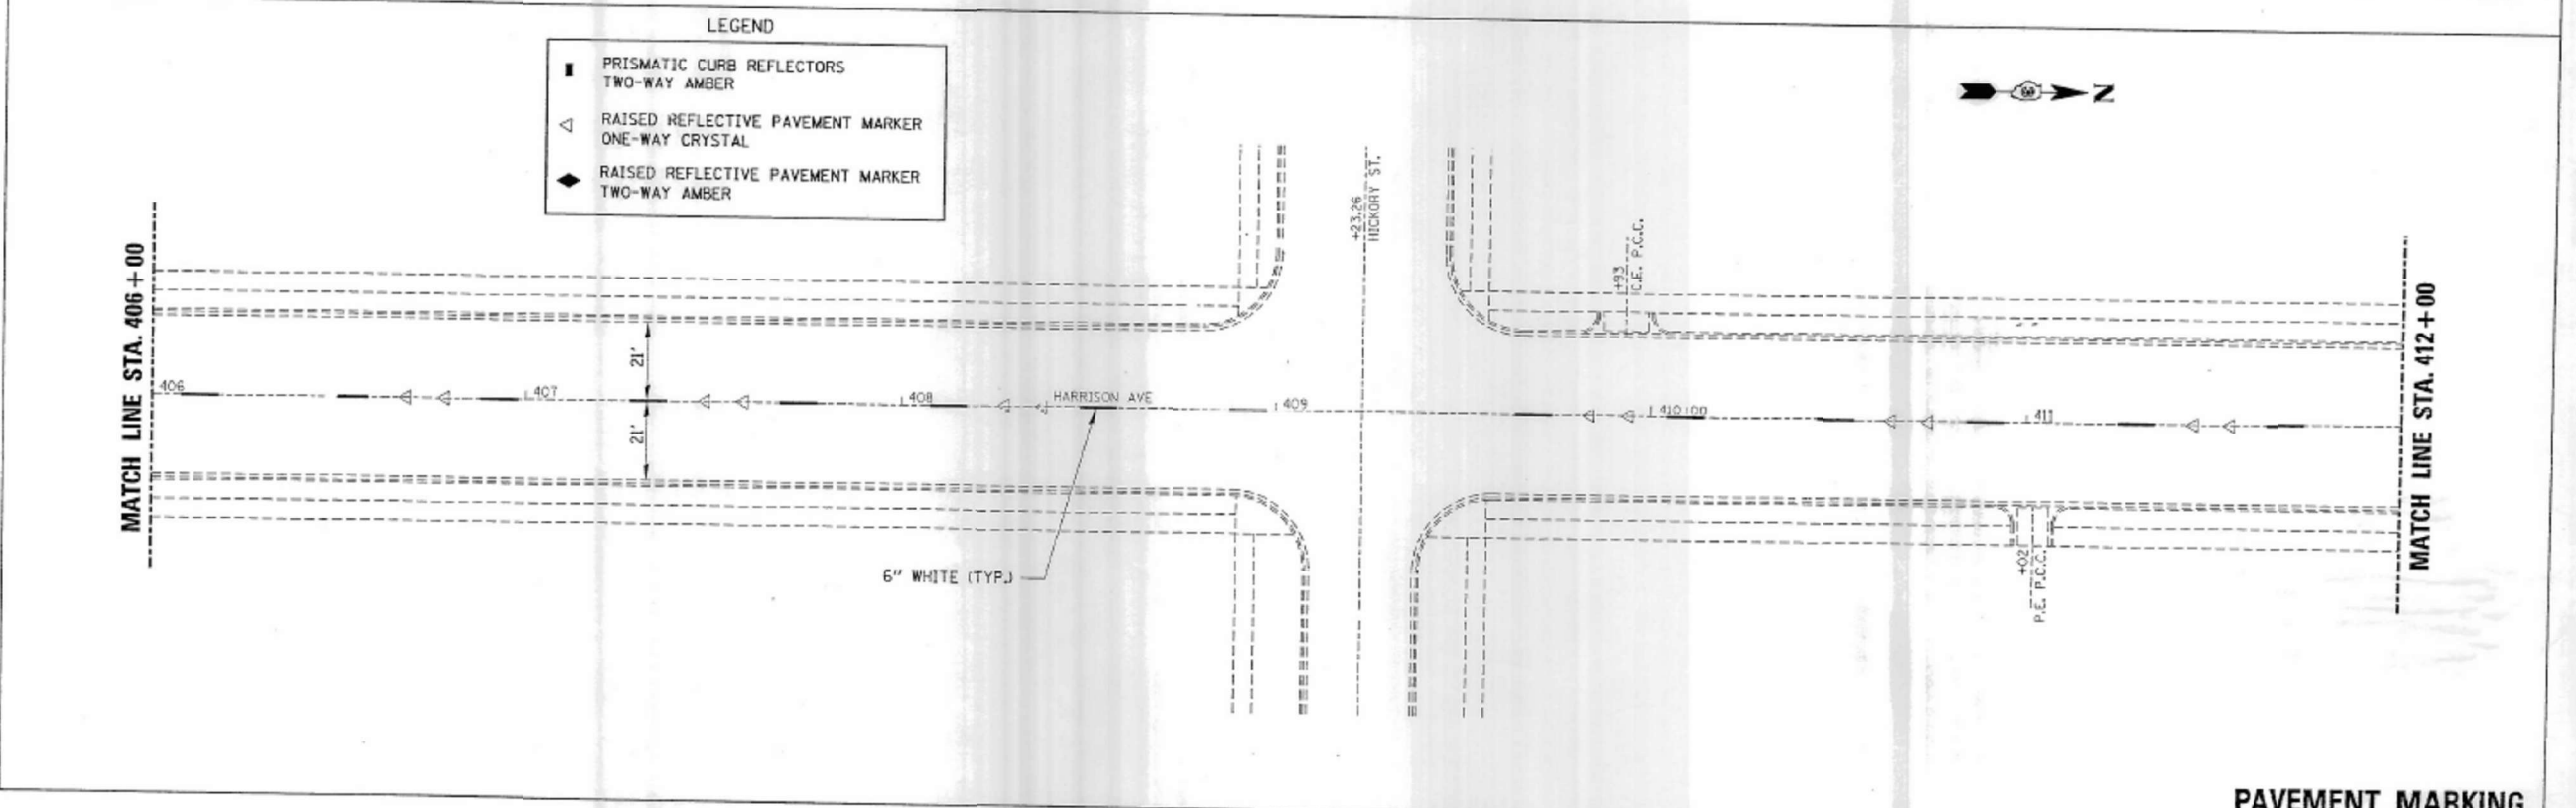 LEGEND
PRISMATIC CURB REFLECTORS
TWO-WAY AMBER
RAISED REFLECTIVE PAVEMENT MARKER
ONE-WAY CRYSTAL
RAISED REFLECTIVE PAVEMENT MARKER
TWO-WAY AMBER
N
MATCH LINE STA. 406+00
+23.26
HICKORY ST.
+93
C.E. P.C.C.
MATCH LINE STA. 412+00
21'
21'
406
407
408
HARRISON AVE
409
410+00
411
6" WHITE (TYP.)
+02
P.E. P.C.C.
PAVEMENT MARKING